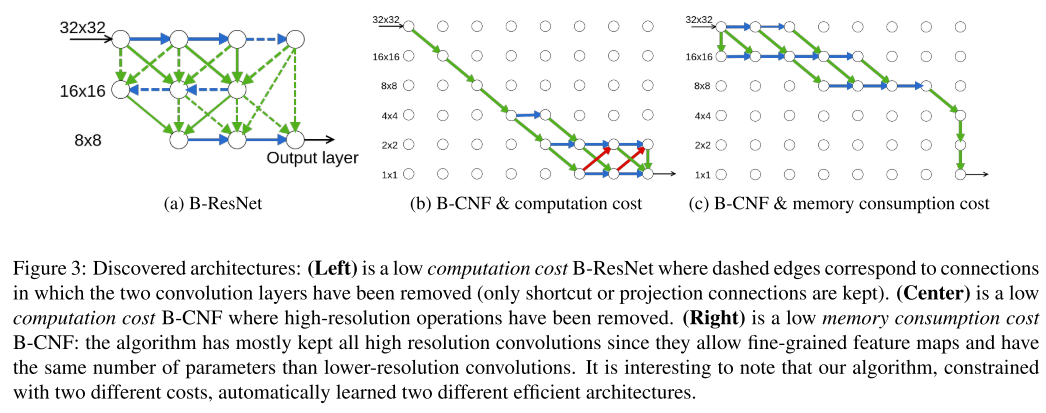 32x32
16x16
8x8
Output layer
(a) B-ResNet
32x32
16x16
8x8
4x4
2x2
1x1
(b) B-CNF & computation cost
32x32
16x16
8x8
4x4
2x2
1x1
(c) B-CNF & memory consumption cost
Figure 3: Discovered architectures: (Left) is a low computation cost B-ResNet where dashed edges correspond to connections
in which the two convolution layers have been removed (only shortcut or projection connections are kept). (Center) is a low
computation cost B-CNF where high-resolution operations have been removed. (Right) is a low memory consumption cost
B-CNF: the algorithm has mostly kept all high resolution convolutions since they allow fine-grained feature maps and have
the same number of parameters than lower-resolution convolutions. It is interesting to note that our algorithm, constrained
with two different costs, automatically learned two different efficient architectures.